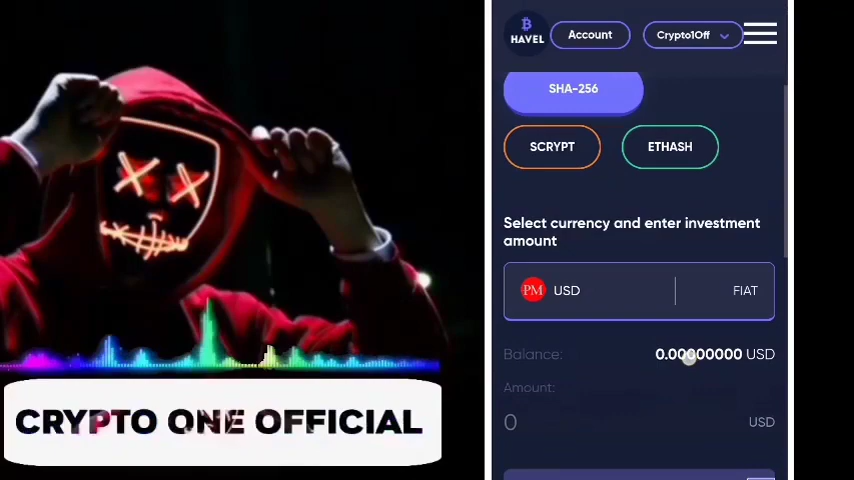 HAVEL
Account
Crypto1Off
SHA-256
SCRYPT
ETHASH
Select currency and enter investment
amount
PM USD FIAT
Balance: 0.00000000 USD
Amount:
0 USD
CRYPTO ONE OFFICIAL